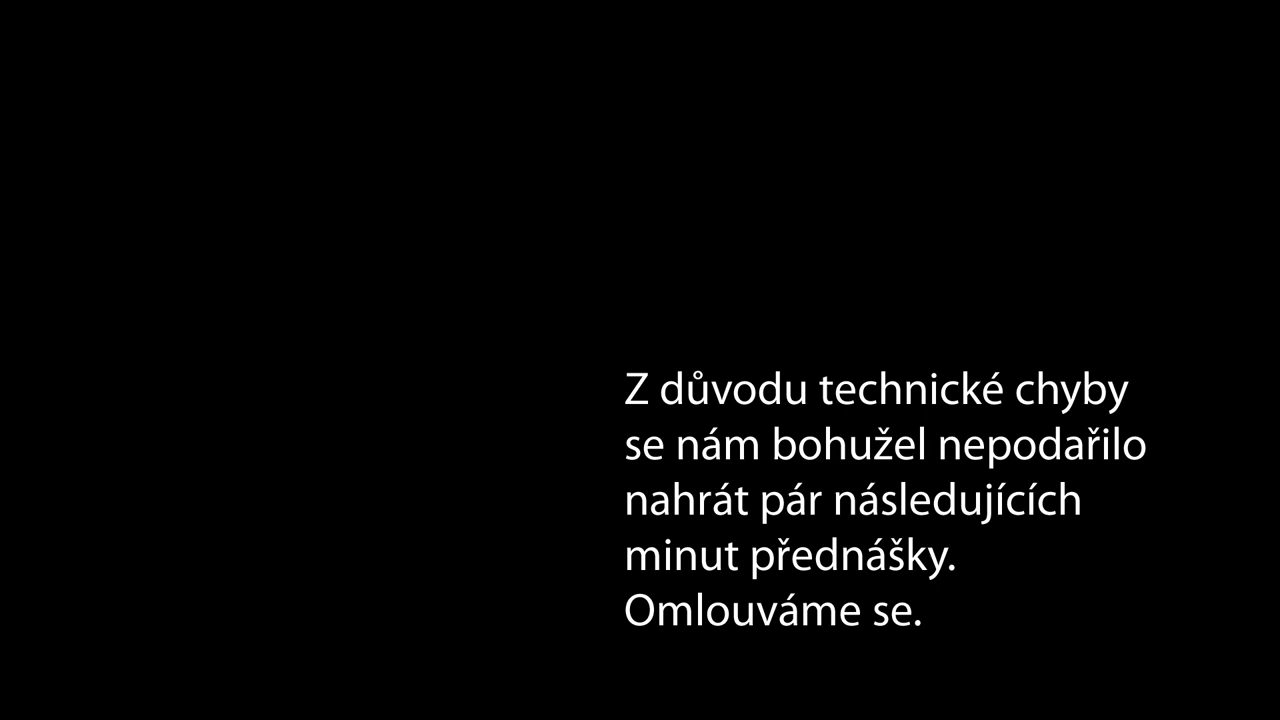 Z důvodu technické chyby
se nám bohužel nepodařilo
nahrát pár následujících
minut přednášky.
Omlouváme se.